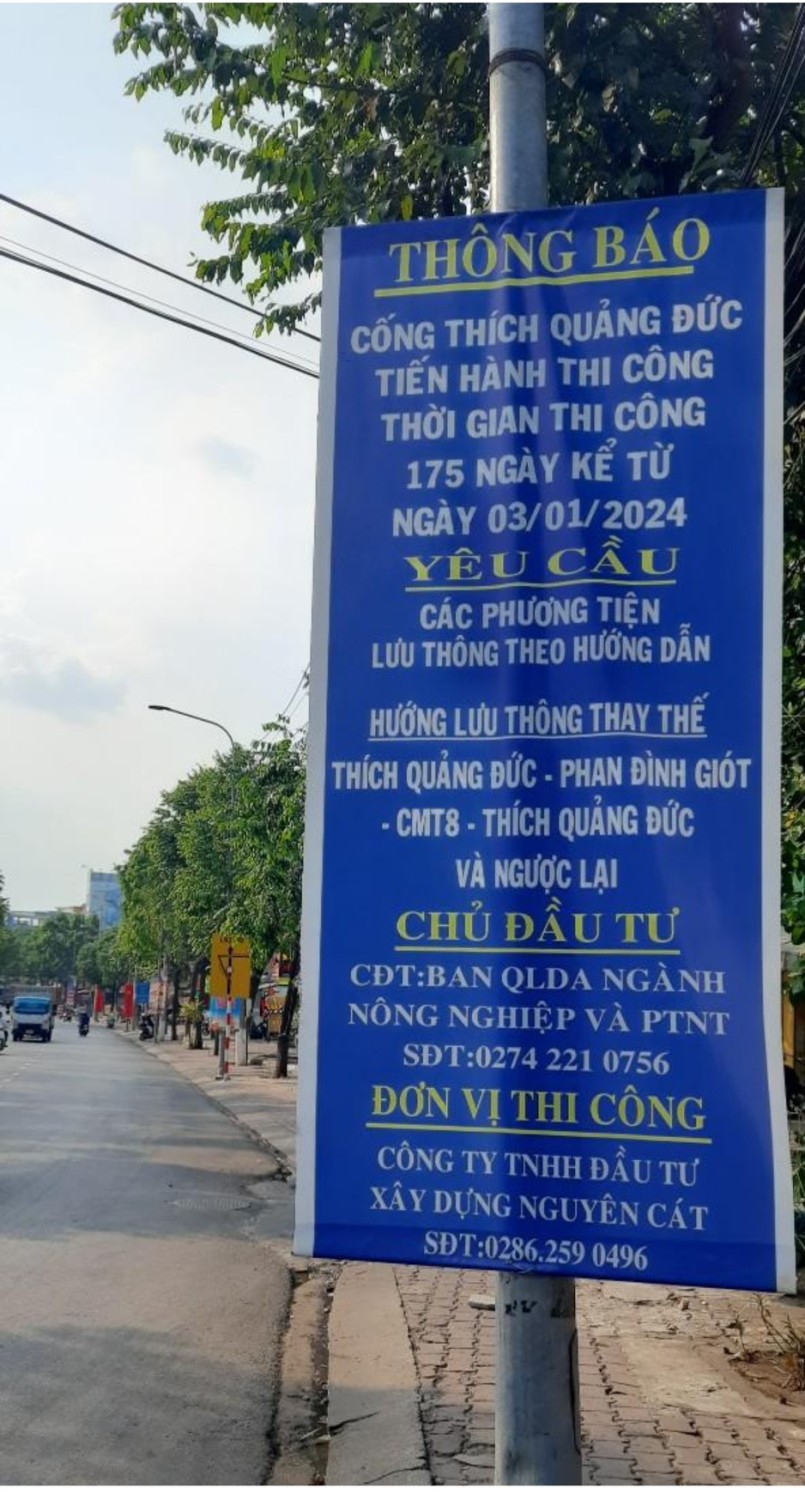 THÔNG BÁO
CỐNG THÍCH QUẢNG ĐỨC
TIẾN HÀNH THI CÔNG
THỜI GIAN THI CÔNG
175 NGÀY KỂ TỪ
NGÀY 03/01/2024
YÊU CẦU
CÁC PHƯƠNG TIỆN
LƯU THÔNG THEO HƯỚNG DẪN
HƯỚNG LƯU THÔNG THAY THẾ
THÍCH QUẢNG ĐỨC - PHAN ĐÌNH GIÓT
- CMT8 - THÍCH QUẢNG ĐỨC
VÀ NGƯỢC LẠI
CHỦ ĐẦU TƯ
CĐT:BAN QLDA NGÀNH
NÔNG NGHIỆP VÀ PTNT
SĐT:0274 221 0756
ĐƠN VỊ THI CÔNG
CÔNG TY TNHH ĐẦU TƯ
XÂY DỰNG NGUYÊN CÁT
SĐT:0286.259 0496